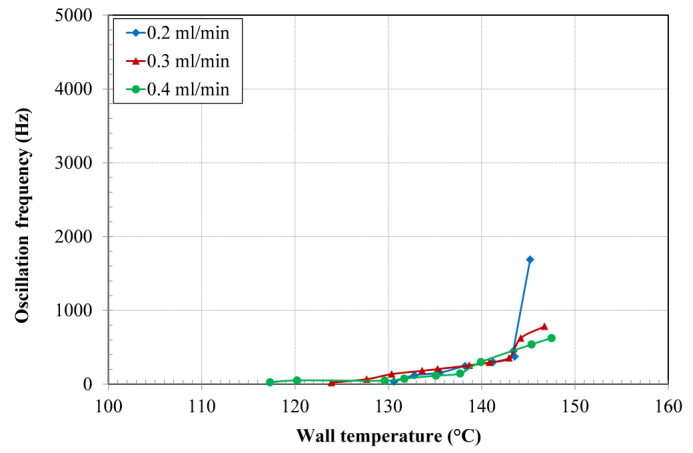 5000
4000
3000
2000
1000
0
Oscillation frequency (Hz)
0.2 ml/min
0.3 ml/min
0.4 ml/min
100 110 120 130 140 150 160
Wall temperature (°C)